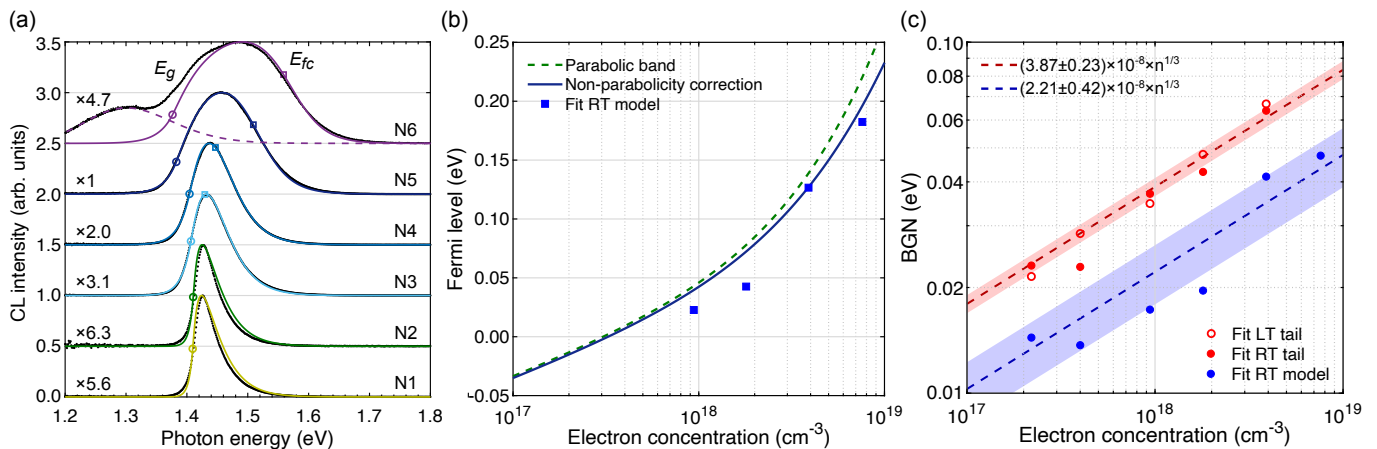 (a)
3.5
3.0
2.5
2.0
1.5
1.0
0.5
0.0
CL intensity (arb. units)
E_g
E_fc
×4.7
N6
×1
N5
×2.0
N4
×3.1
N3
×6.3
N2
×5.6
N1
1.2 1.3 1.4 1.5 1.6 1.7 1.8
Photon energy (eV)
(b)
0.25
0.20
0.15
0.10
0.05
0.00
-0.05
Fermi level (eV)
Parabolic band
Non-parabolicity correction
Fit RT model
10^17 10^18 10^19
Electron concentration (cm^-3)
(c)
0.10
0.08
0.06
0.04
0.02
0.01
BGN (eV)
(3.87±0.23)×10^-8×n^1/3
(2.21±0.42)×10^-8×n^1/3
Fit LT tail
Fit RT tail
Fit RT model
10^17 10^18 10^19
Electron concentration (cm^-3)